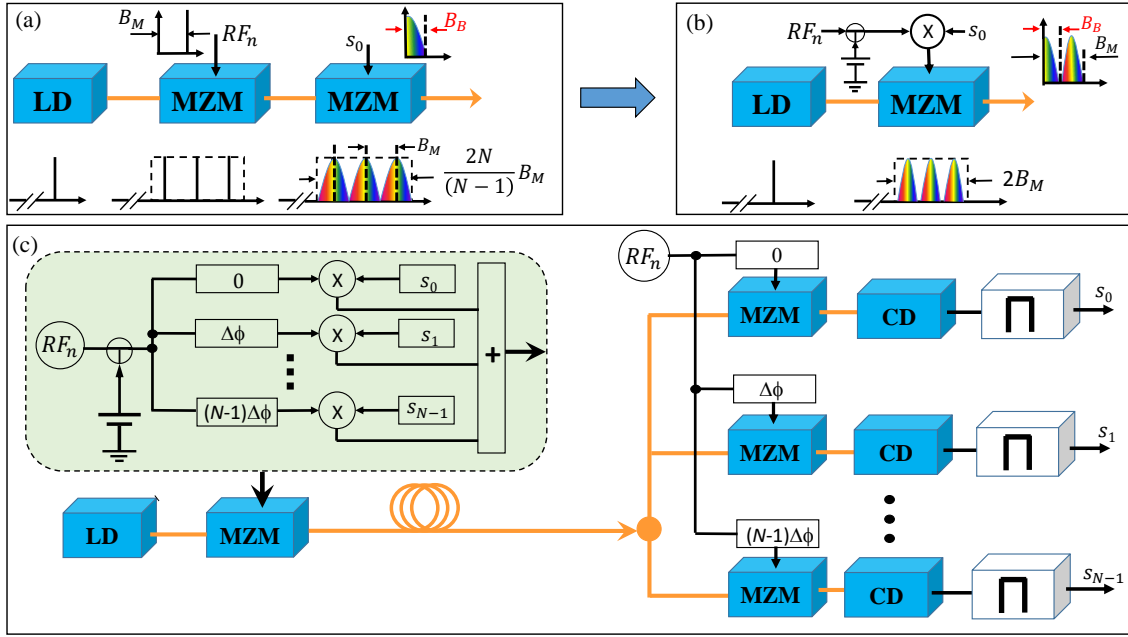 (a)
B_M
RF_n
s_0
B_B
LD
MZM
MZM
B_M
2N/(N − 1) B_M
(b)
RF_n
X
s_0
B_B
B_M
LD
MZM
2B_M
(c)
RF_n
0
X
s_0
Δϕ
X
s_1
+
(N-1)Δϕ
X
s_{N−1}
LD
MZM
RF_n
0
MZM
CD
s_0
Δϕ
MZM
CD
s_1
(N-1)Δϕ
MZM
CD
s_{N−1}